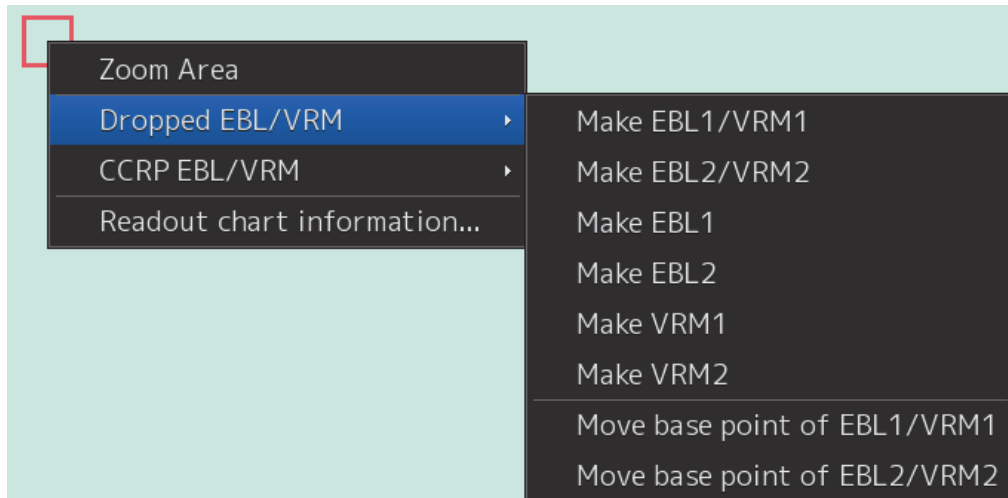 Zoom Area
Dropped EBL/VRM
CCRP EBL/VRM
Readout chart information...
Make EBL1/VRM1
Make EBL2/VRM2
Make EBL1
Make EBL2
Make VRM1
Make VRM2
Move base point of EBL1/VRM1
Move base point of EBL2/VRM2